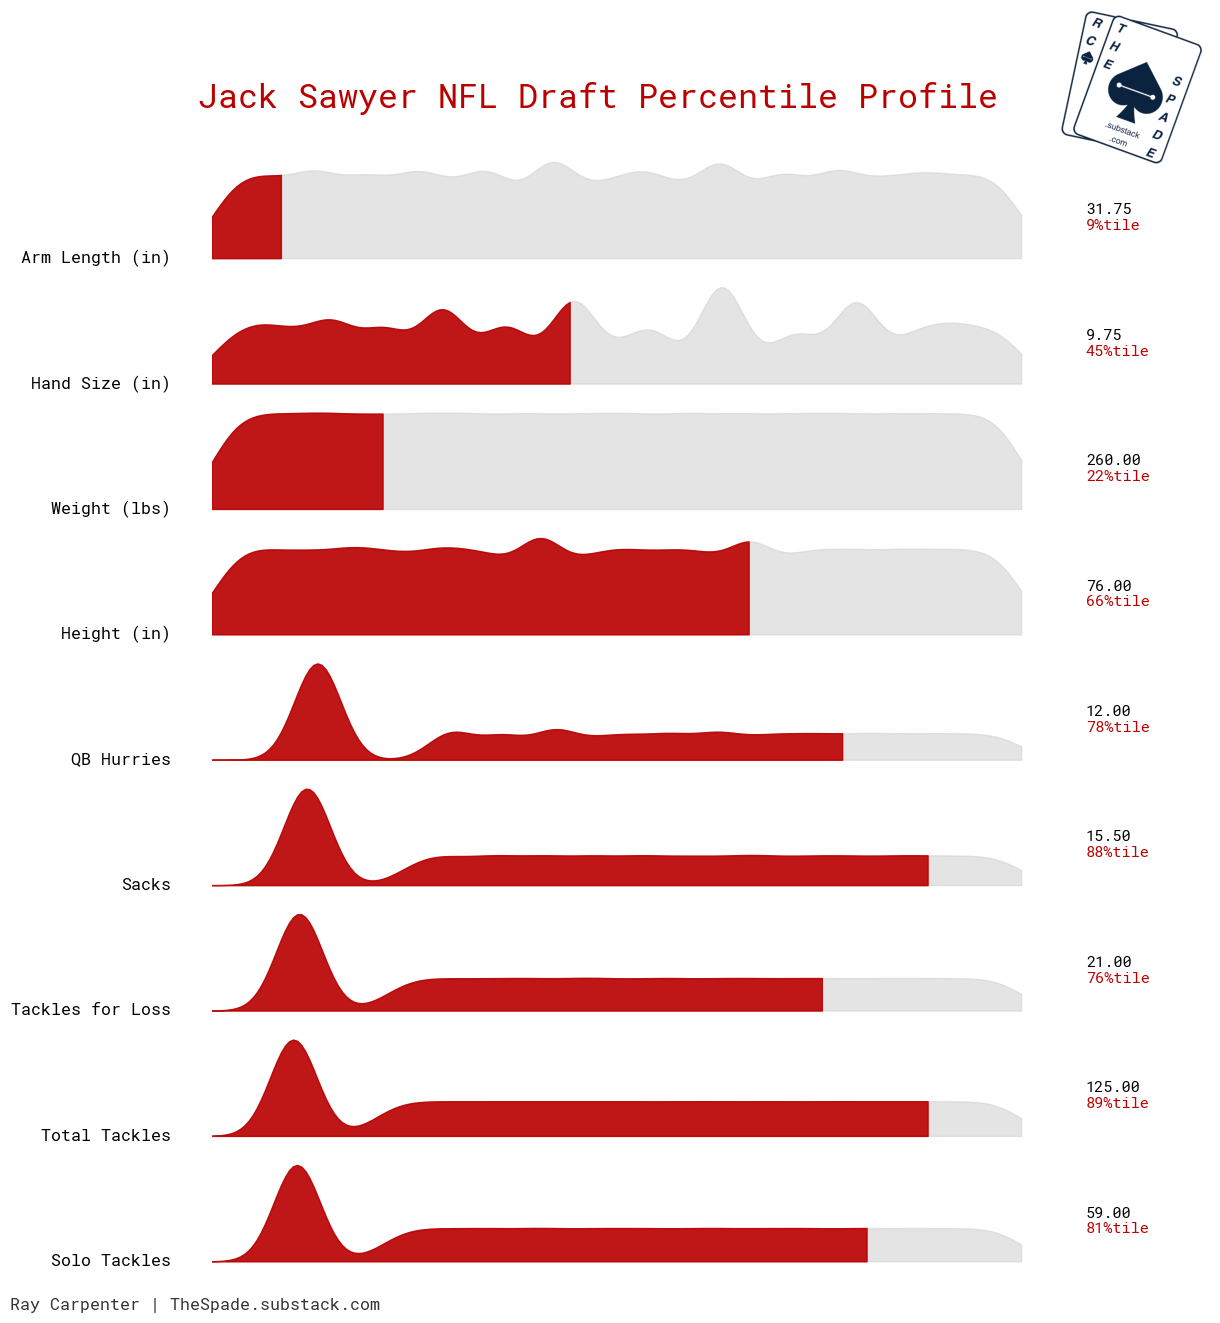 R
C
T
H
E
S
P
A
D
E
.substack
.com
Jack Sawyer NFL Draft Percentile Profile
Arm Length (in)
31.75
9%tile
Hand Size (in)
9.75
45%tile
Weight (lbs)
260.00
22%tile
Height (in)
76.00
66%tile
QB Hurries
12.00
78%tile
Sacks
15.50
88%tile
Tackles for Loss
21.00
76%tile
Total Tackles
125.00
89%tile
Solo Tackles
59.00
81%tile
Ray Carpenter | TheSpade.substack.com